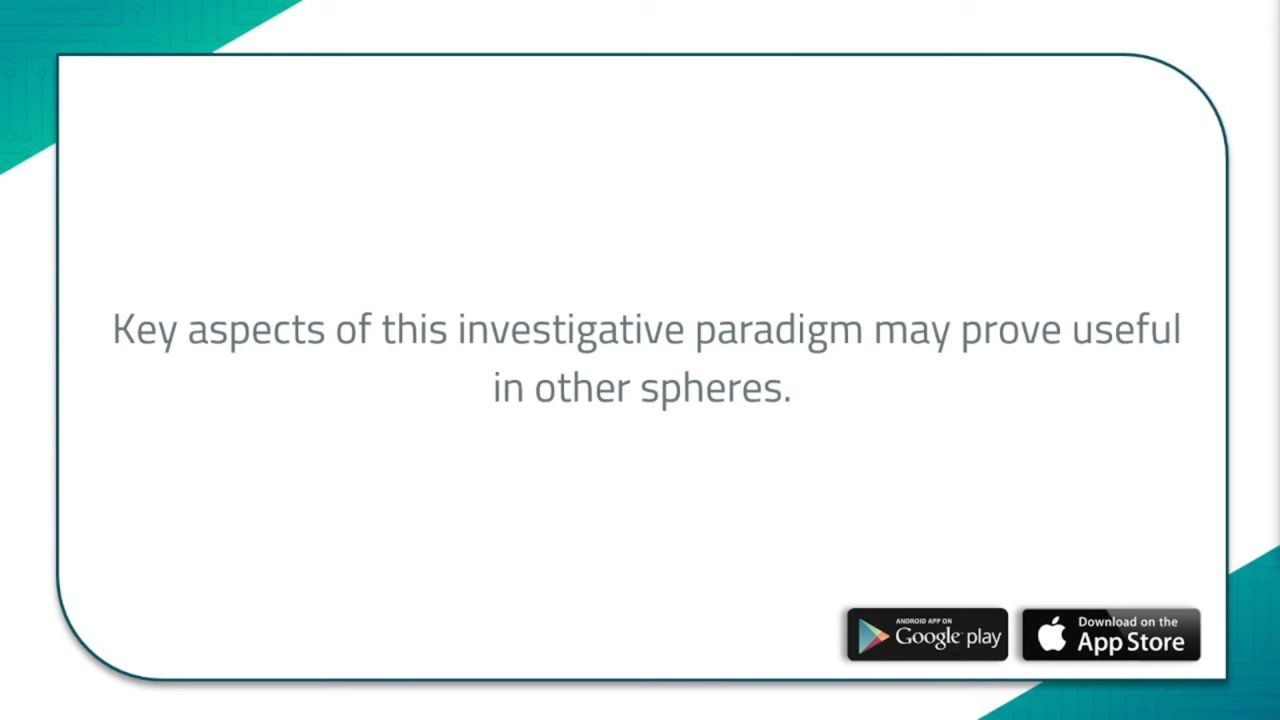 Key aspects of this investigative paradigm may prove useful
in other spheres.
ANDROID APP ON
Google play
Download on the
App Store